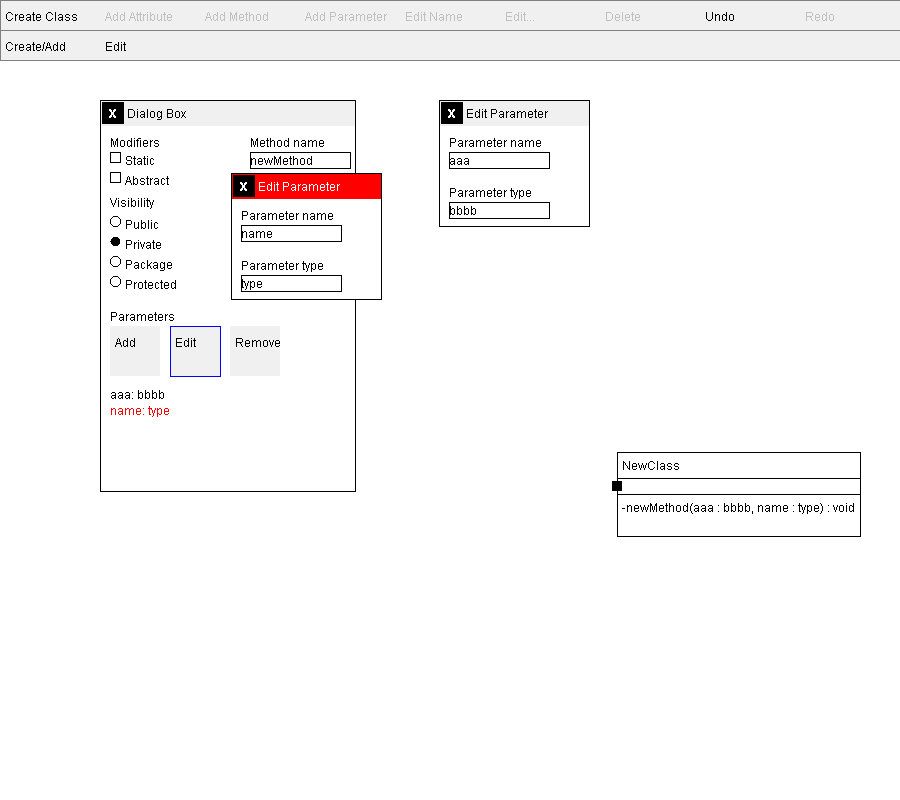 Create Class Add Attribute Add Method Add Parameter Edit Name Edit... Delete Undo Redo
Create/Add Edit
X Dialog Box
Modifiers
Static
Abstract
Visibility
Public
Private
Package
Protected
Method name
newMethod
X Edit Parameter
Parameter name
name
Parameter type
type
Parameters
Add Edit Remove
aaa: bbbb
name: type
X Edit Parameter
Parameter name
aaa
Parameter type
bbbb
NewClass
-newMethod(aaa : bbbb, name : type) : void